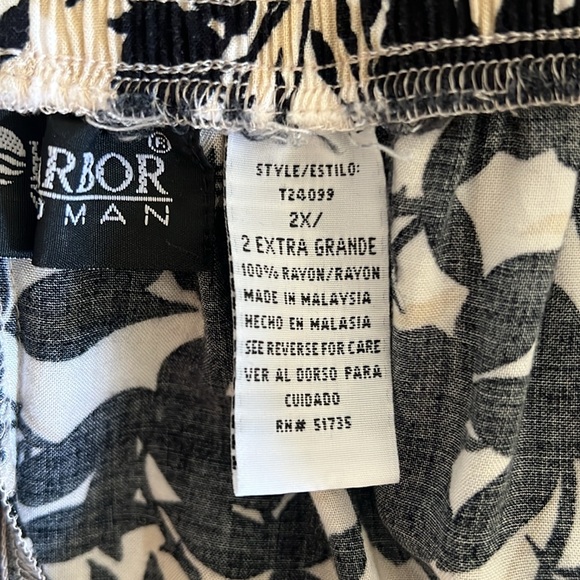 RBOR®
MAN
STYLE/ESTILO:
T24099
2X/
2 EXTRA GRANDE
100% RAYON/RAYON
MADE IN MALAYSIA
HECHO EN MALASIA
SEE REVERSE FOR CARE
VER AL DORSO PARA
CUIDADO
RN# 51735